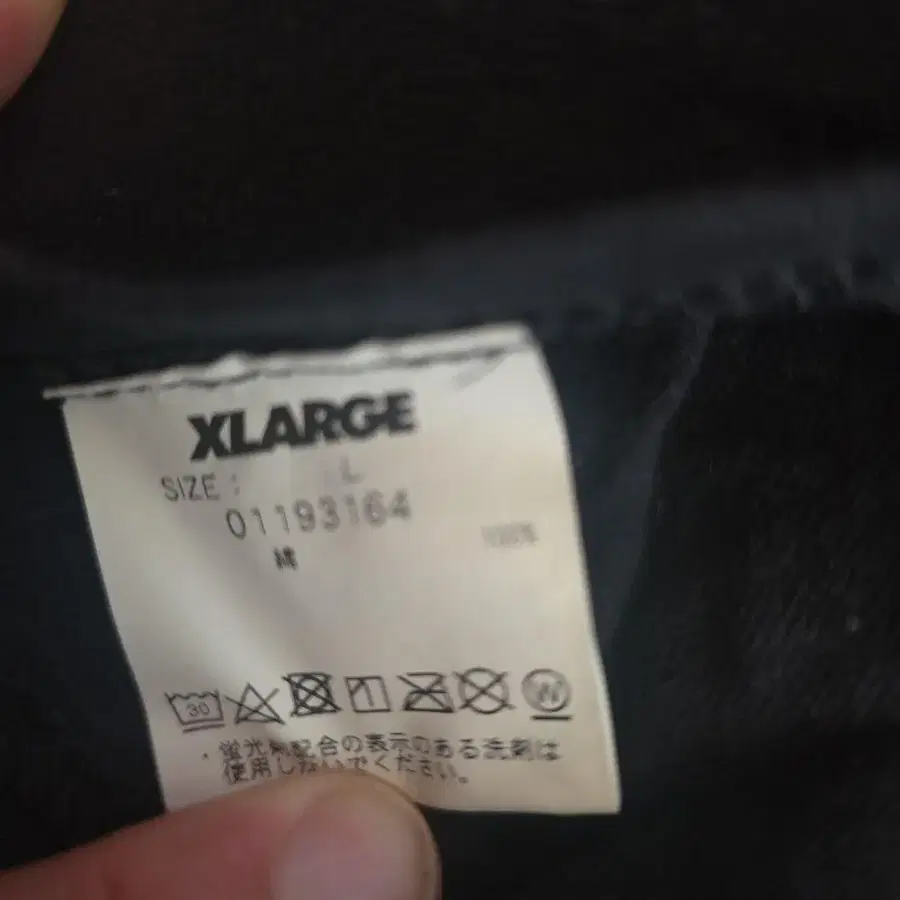 XLARGE
SIZE : L
01193164
綿 100%
30
W
・蛍光剤配合の表示のある洗剤は
使用しないでください。